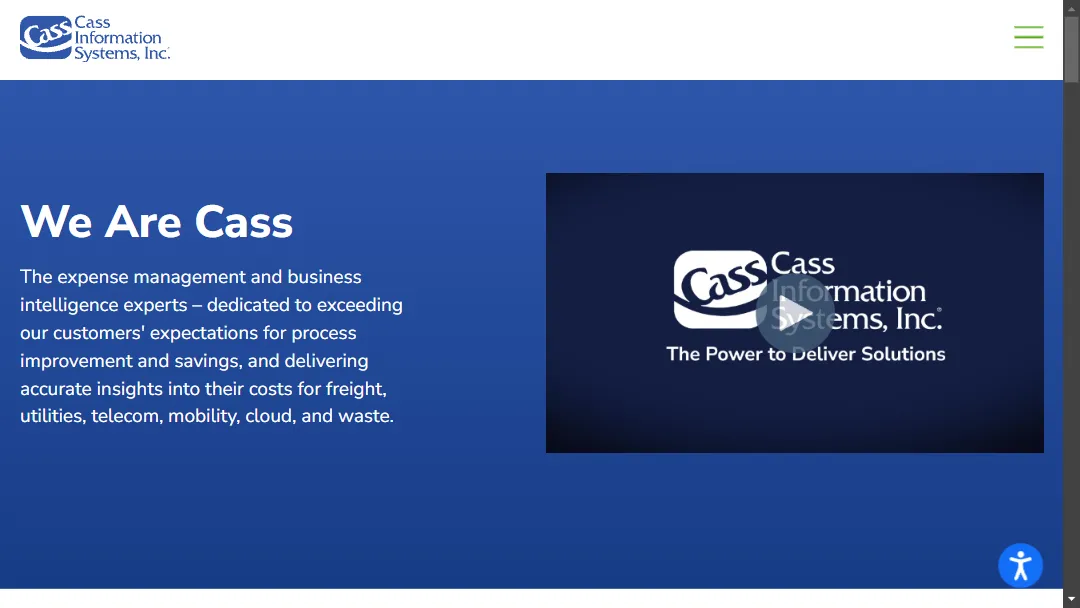 Cass
Cass
Information
Systems, Inc.
We Are Cass
The expense management and business
intelligence experts – dedicated to exceeding
our customers' expectations for process
improvement and savings, and delivering
accurate insights into their costs for freight,
utilities, telecom, mobility, cloud, and waste.
Cass
Cass
Information
Systems, Inc.
The Power to Deliver Solutions